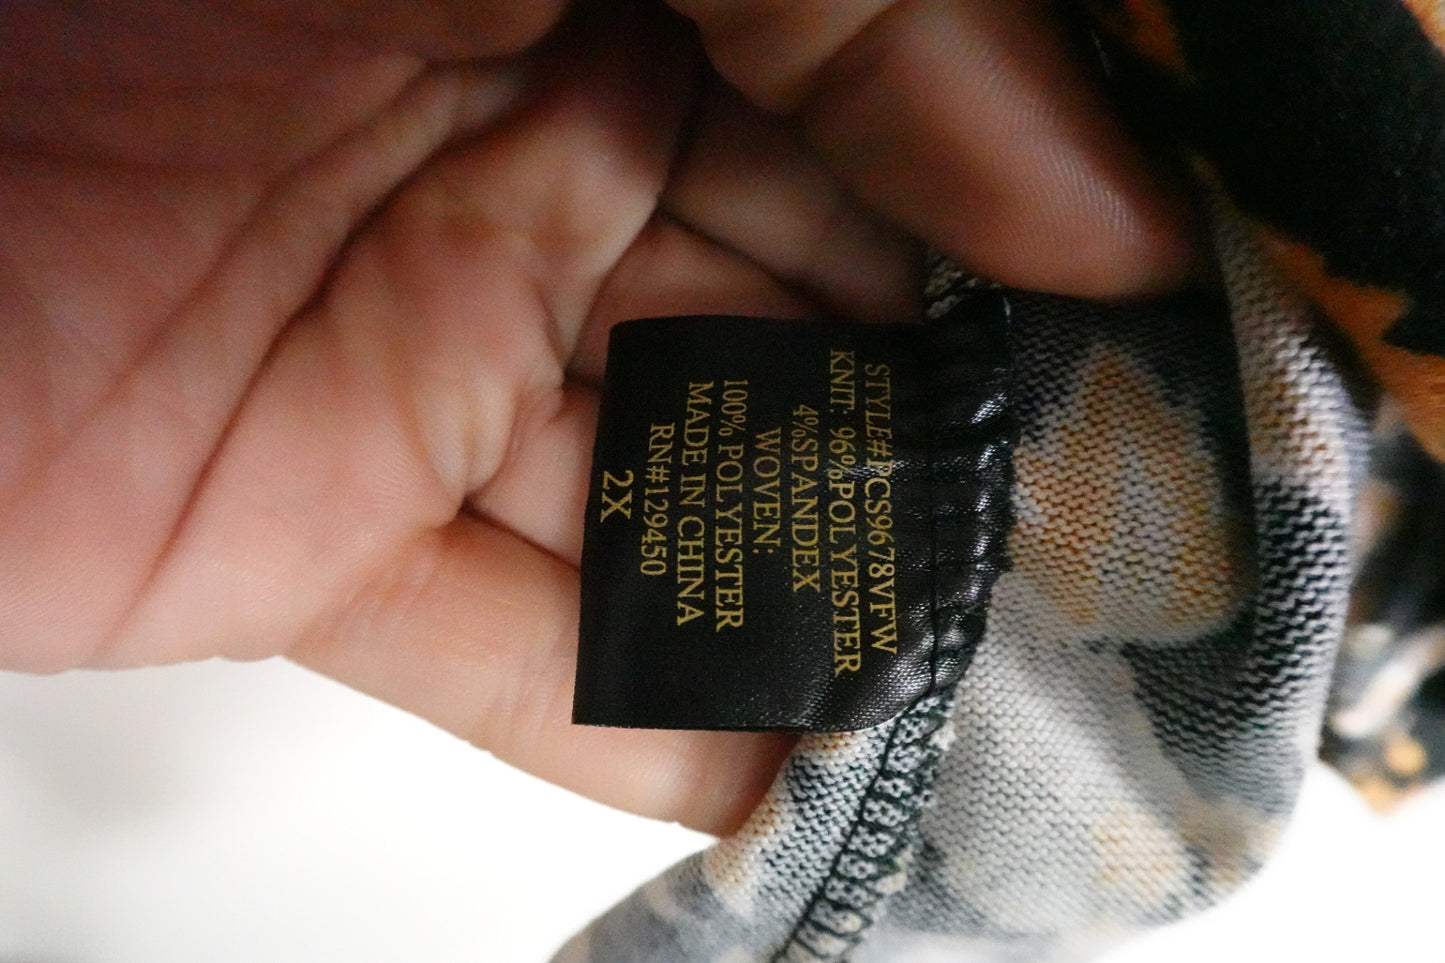 STYLE#PCS9678VFW
KNIT: 96%POLYESTER
4%SPANDEX
WOVEN:
100% POLYESTER
MADE IN CHINA
RN#129450
2X